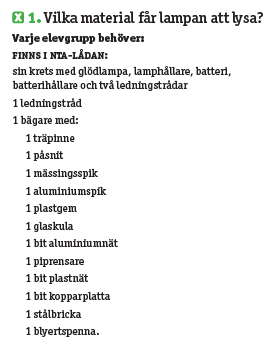 X 1. Vilka material får lampan att lysa?
Varje elevgrupp behöver:
FINNS I NTA-LÅDAN:
sin krets med glödlampa, lamphållare, batteri,
batterihållare och två ledningstrådar
1 ledningstråd
1 bägare med:
1 träpinne
1 påsnit
1 mässingsspik
1 aluminiumspik
1 plastgem
1 glaskula
1 bit aluminiumnät
1 piprensare
1 bit plastnät
1 bit kopparplatta
1 stålbricka
1 blyertspenna.